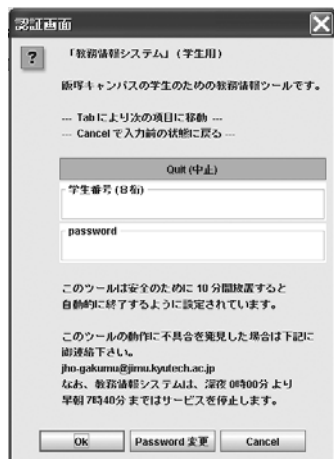 認証画面
「教務情報システム」(学生用)
飯塚キャンパスの学生のための教務情報ツールです。
--- Tabにより次の項目に移動 ---
--- Cancelで入力前の状態に戻る ---
Quit (中止)
学生番号 (8桁)
password
このツールは安全のために 10 分間放置すると
自動的に終了するように設定されています。
このツールの動作に不具合を発見した場合は下記に
御連絡下さい。
jho-gakumu@jimu.kyutech.ac.jp
なお、教務情報システムは、深夜 0時00分 より
早朝 7時40分 まではサービスを停止します。
Ok
Password 変更
Cancel